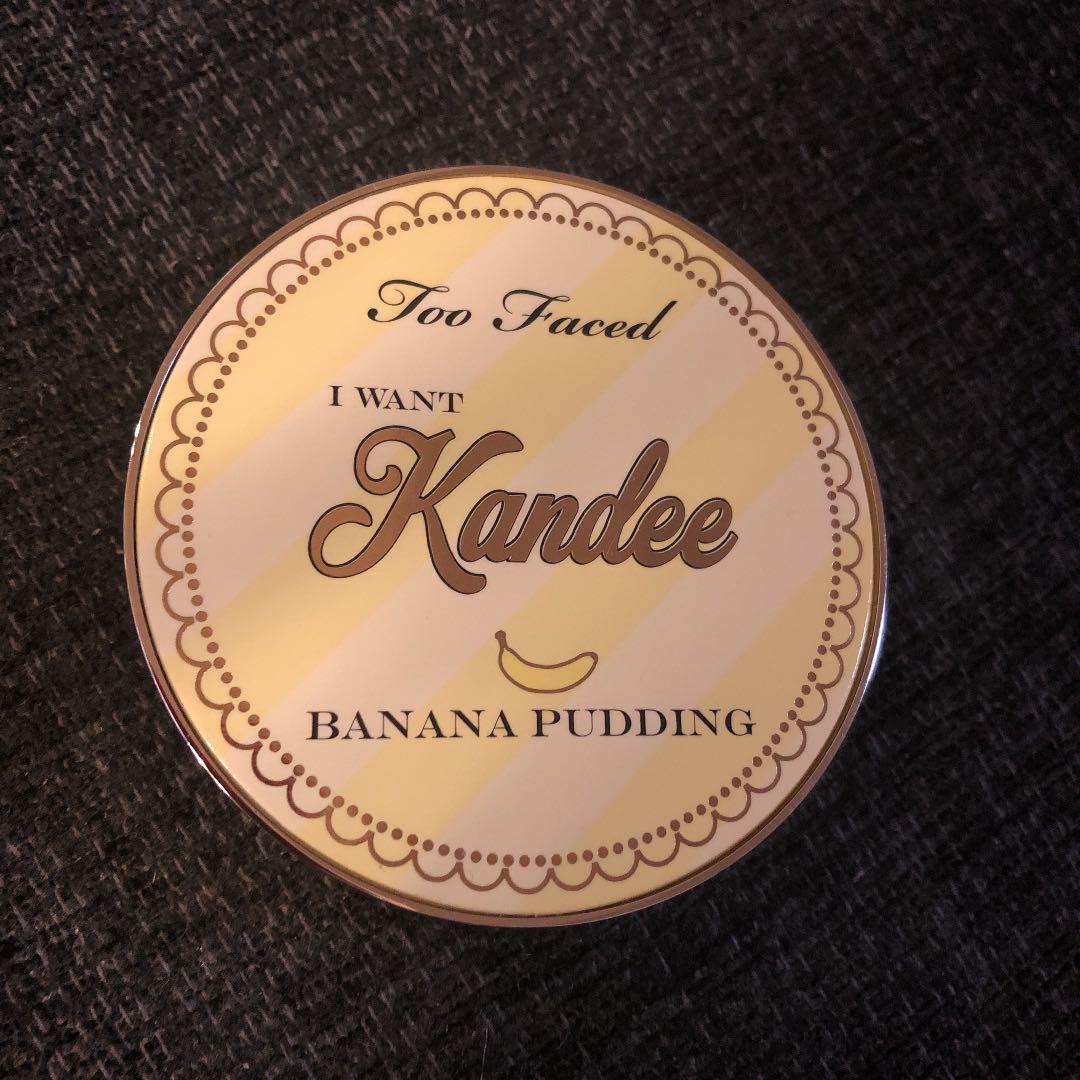 Too Faced
I WANT
Kandee
BANANA PUDDING